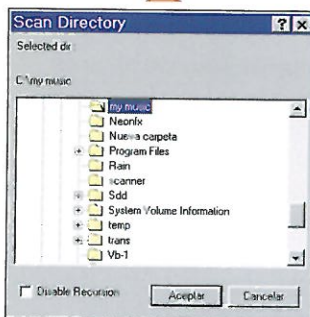 Scan Directory
Selected dir
C:\my music
my music
Neonfx
Nueva carpeta
Program Files
Rain
scanner
Sdd
System Volume Information
temp
trans
Vb-1
Disable Recursion
Aceptar
Cancelar